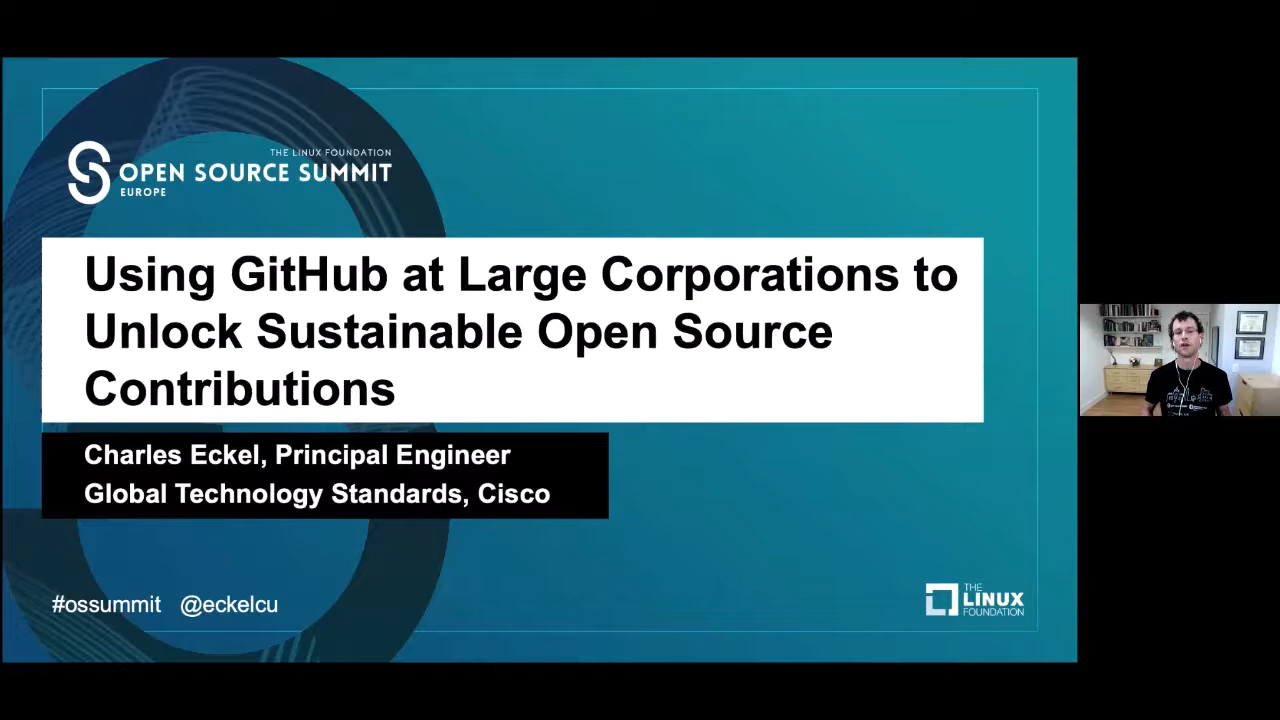 THE LINUX FOUNDATION
OPEN SOURCE SUMMIT
EUROPE
Using GitHub at Large Corporations to
Unlock Sustainable Open Source
Contributions
Charles Eckel, Principal Engineer
Global Technology Standards, Cisco
#ossummit @eckelcu
THE
LINUX
FOUNDATION